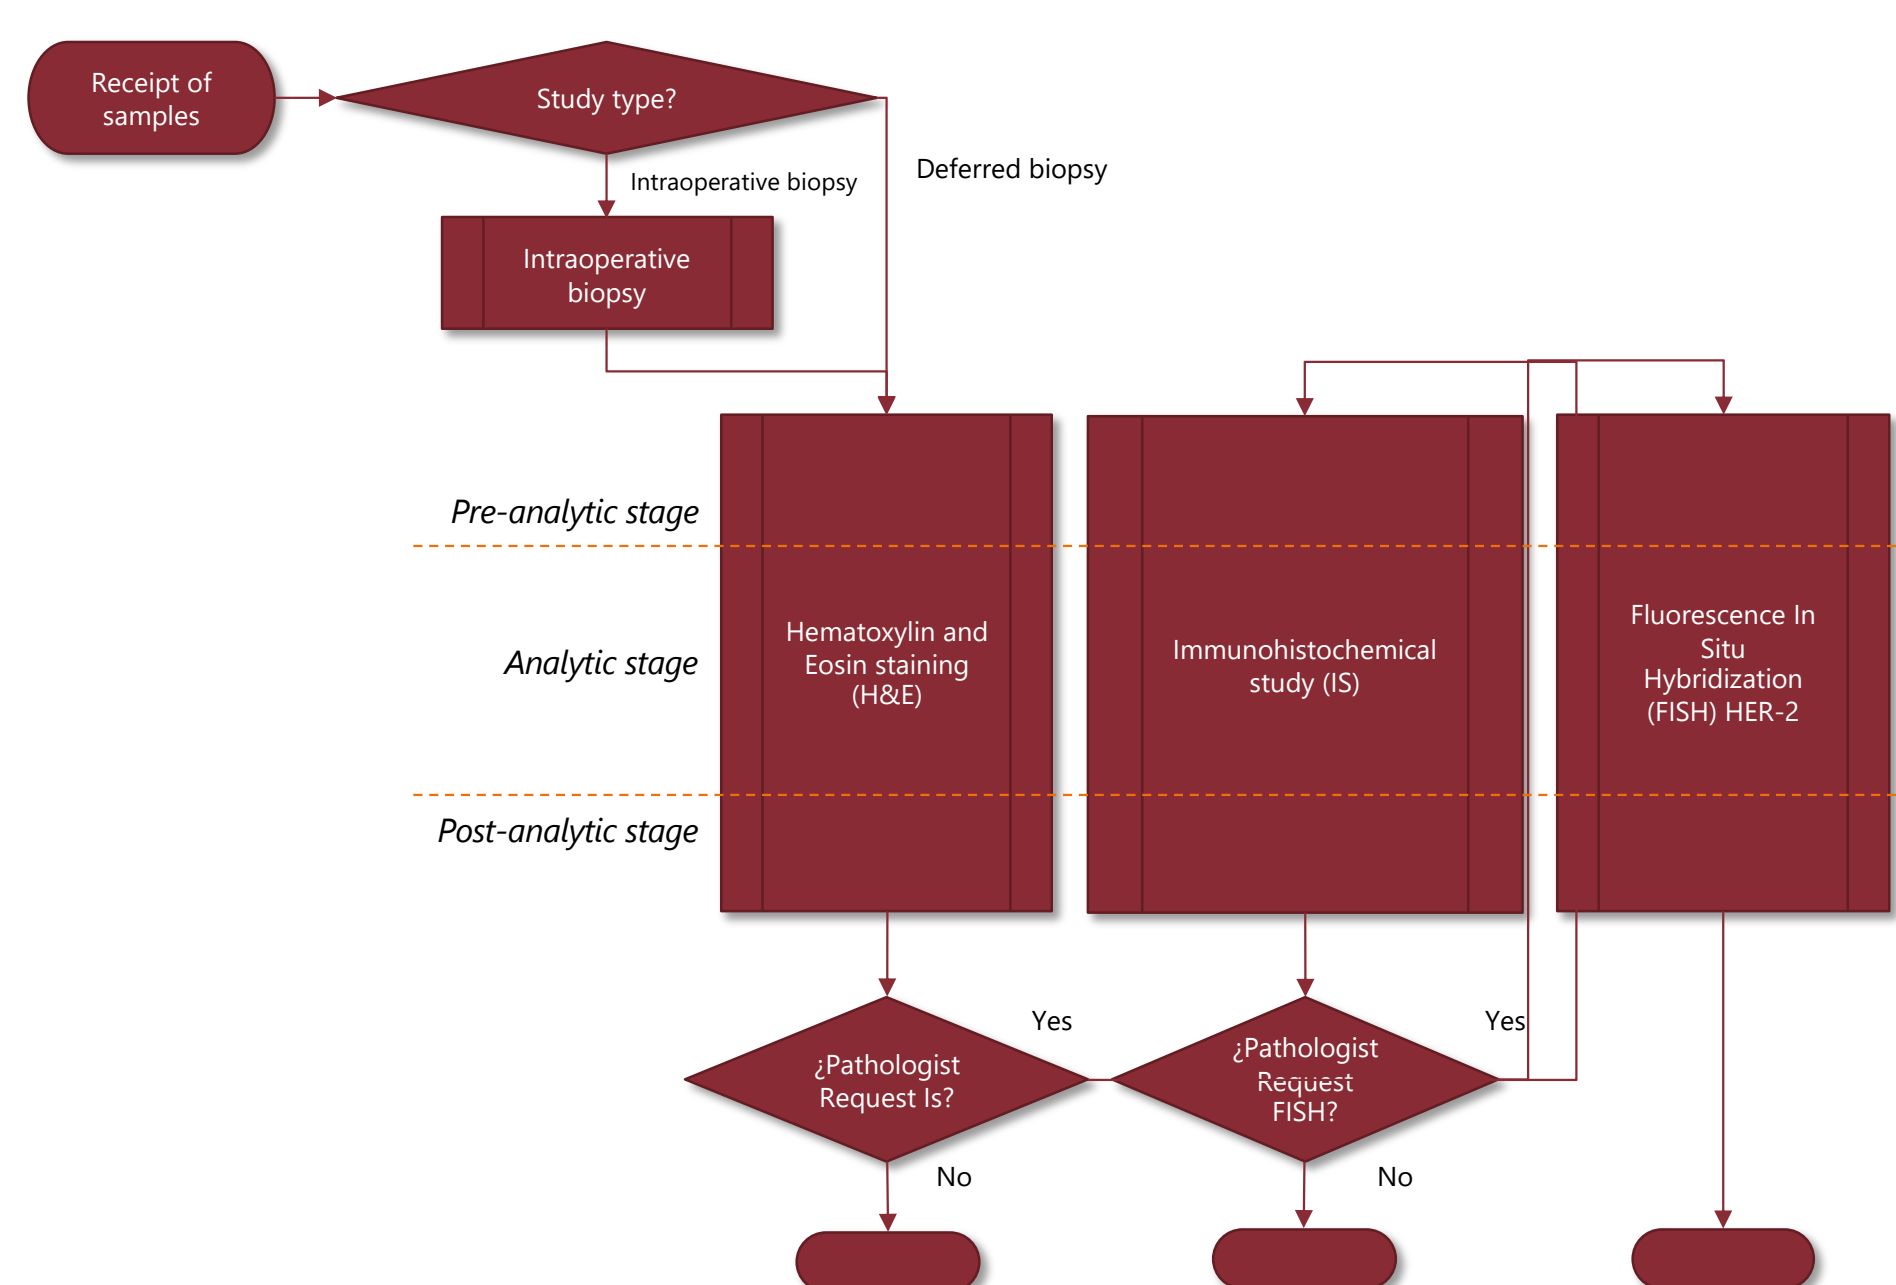 Receipt of
samples
Study type?
Intraoperative biopsy
Deferred biopsy
Intraoperative
biopsy
Pre-analytic stage
Analytic stage
Post-analytic stage
Hematoxylin and
Eosin staining
(H&E)
Immunohistochemical
study (IS)
Fluorescence In
Situ
Hybridization
(FISH) HER-2
¿Pathologist
Request Is?
Yes
No
¿Pathologist
Request
FISH?
Yes
No